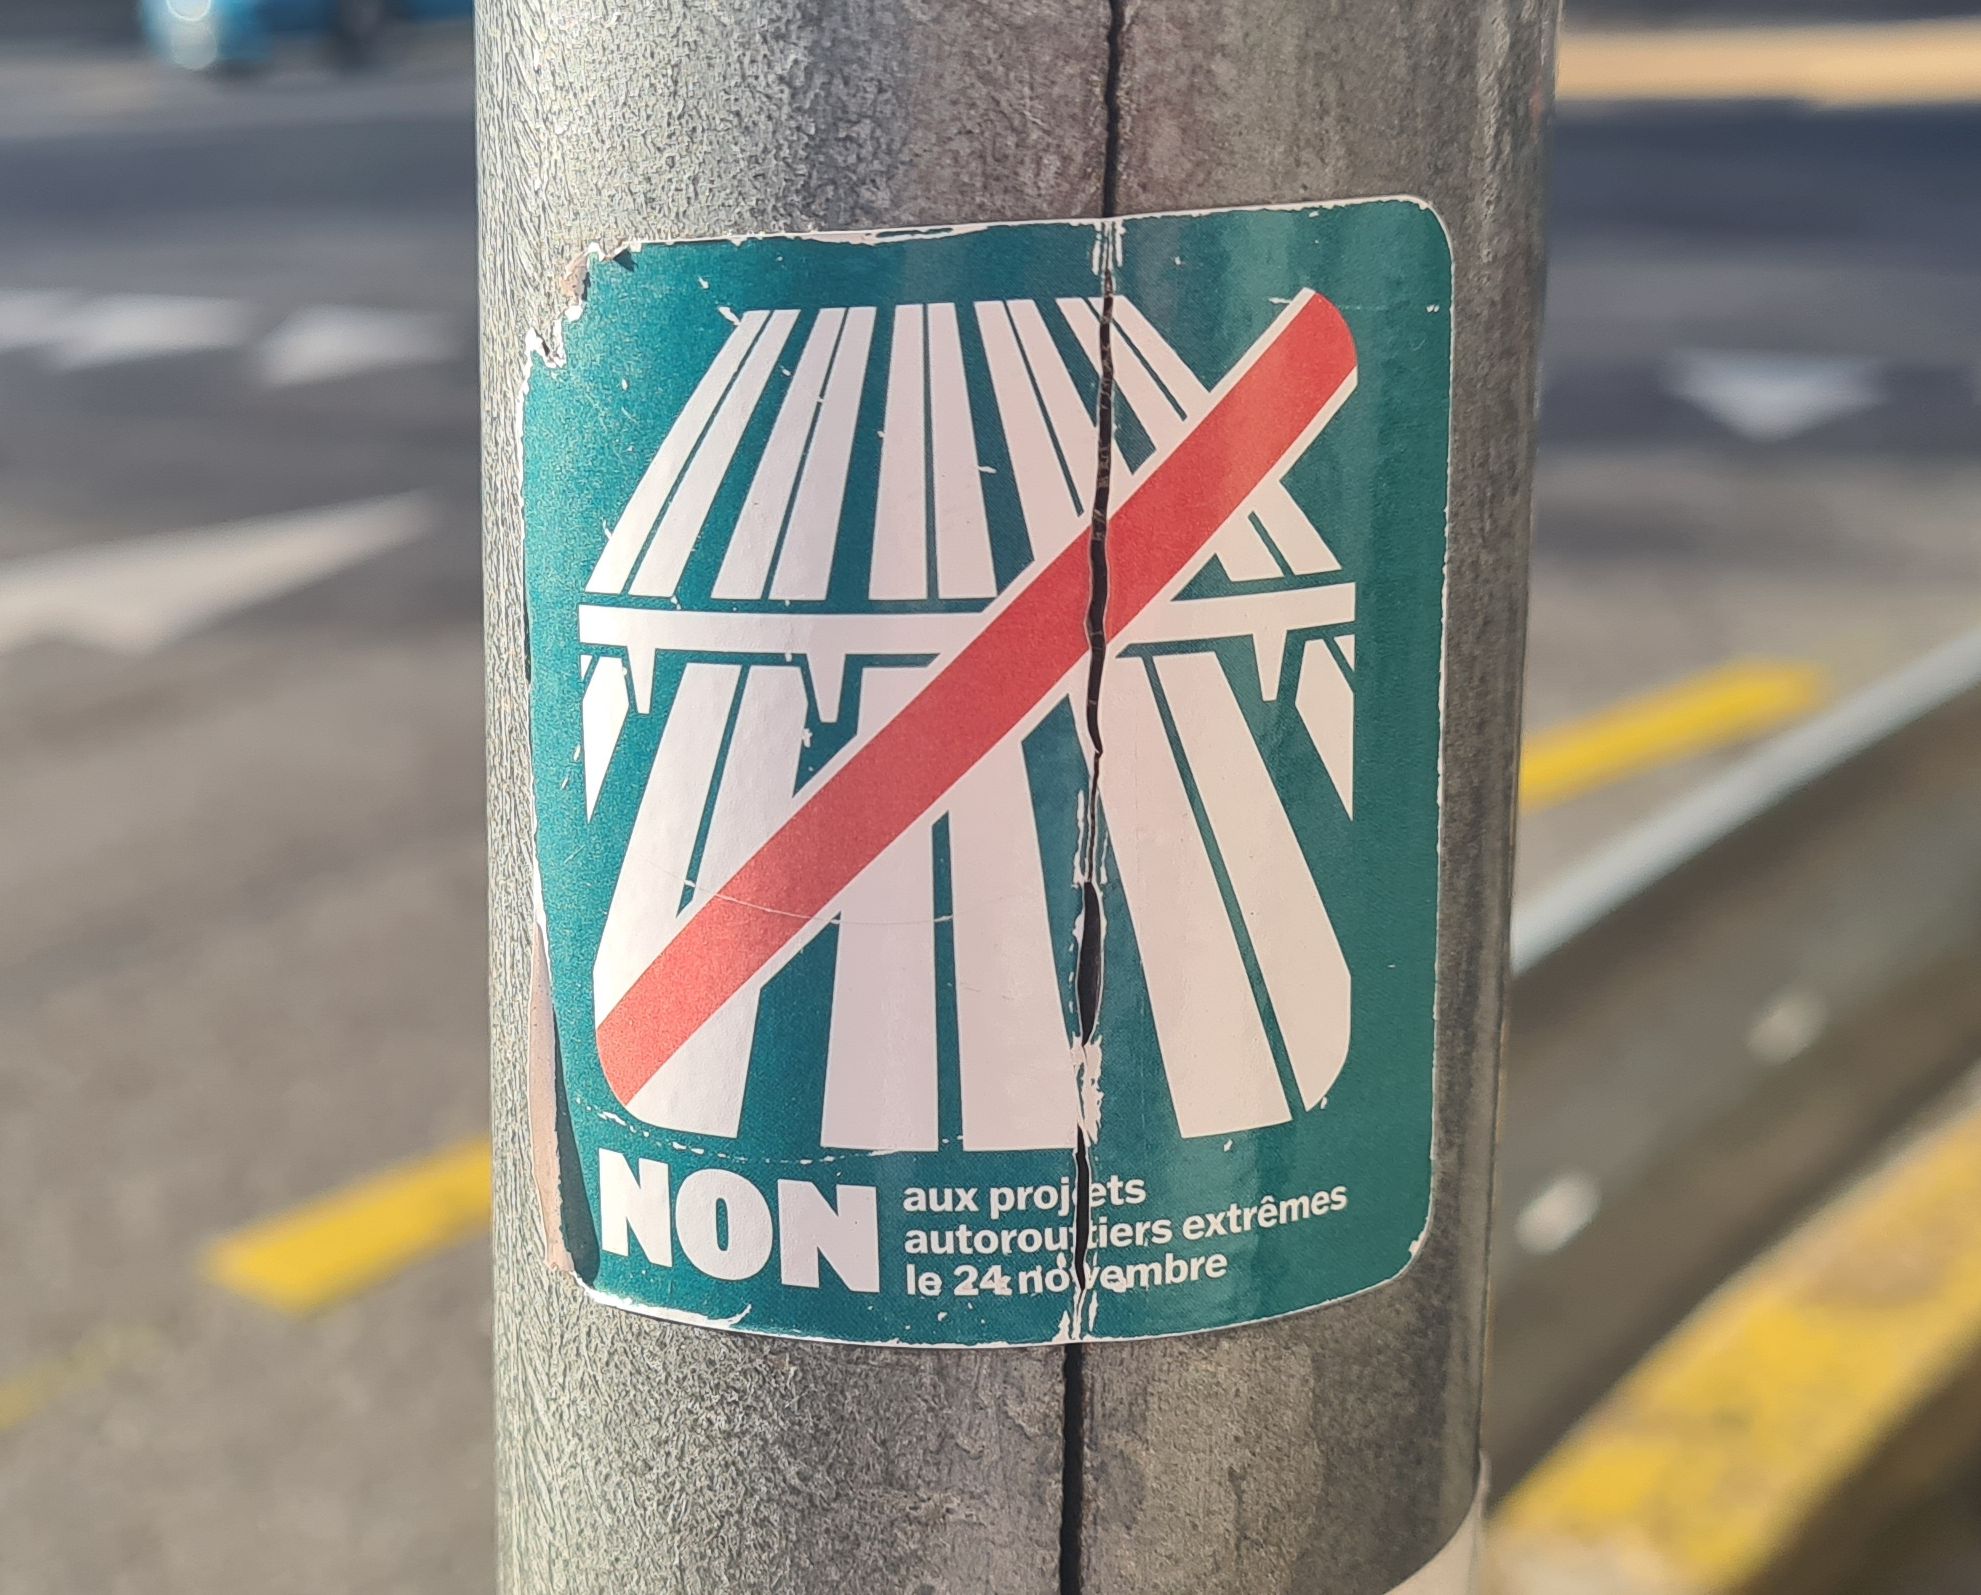 NON
aux projets
autoroutiers extrêmes
le 24 novembre